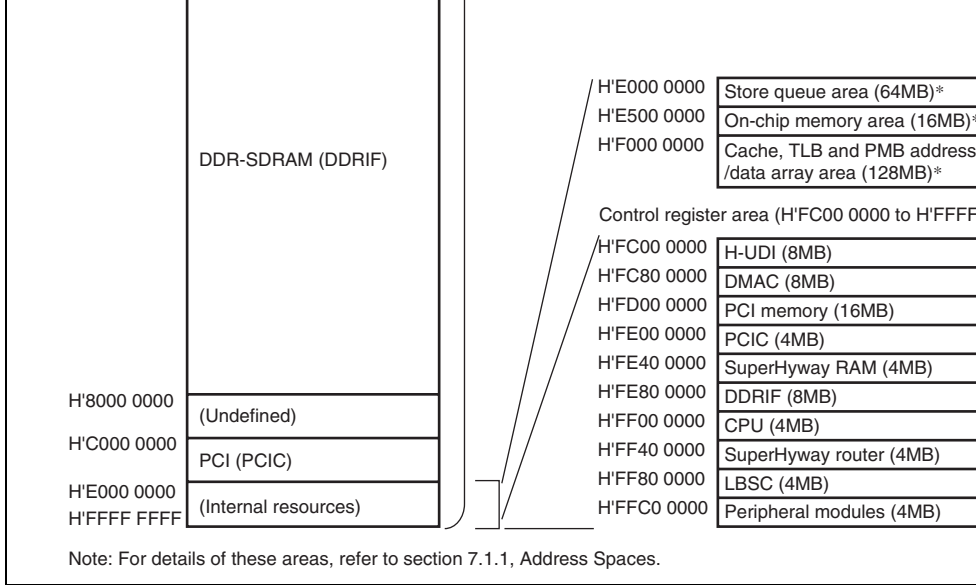 DDR-SDRAM (DDRIF)
H'8000 0000
(Undefined)
H'C000 0000
PCI (PCIC)
H'E000 0000
(Internal resources)
H'FFFF FFFF
H'E000 0000 Store queue area (64MB)*
H'E500 0000 On-chip memory area (16MB)*
H'F000 0000 Cache, TLB and PMB address
/data array area (128MB)*
Control register area (H'FC00 0000 to H'FFFF
H'FC00 0000 H-UDI (8MB)
H'FC80 0000 DMAC (8MB)
H'FD00 0000 PCI memory (16MB)
H'FE00 0000 PCIC (4MB)
H'FE40 0000 SuperHyway RAM (4MB)
H'FE80 0000 DDRIF (8MB)
H'FF00 0000 CPU (4MB)
H'FF40 0000 SuperHyway router (4MB)
H'FF80 0000 LBSC (4MB)
H'FFC0 0000 Peripheral modules (4MB)
Note: For details of these areas, refer to section 7.1.1, Address Spaces.